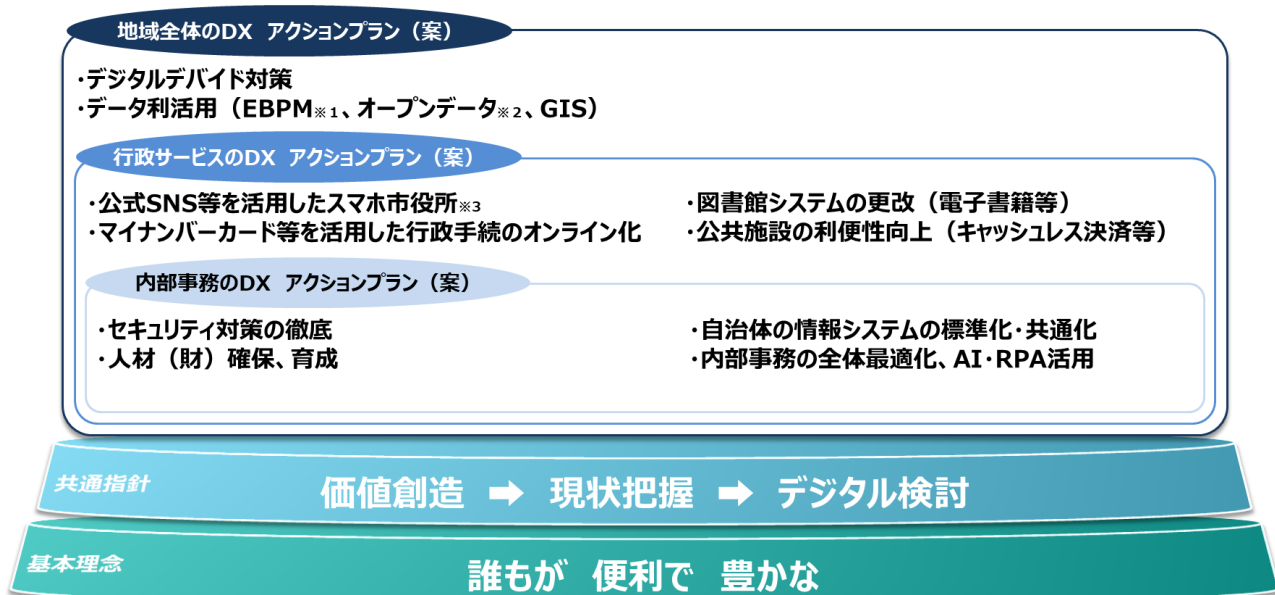 地域全体のDX アクションプラン（案）
・デジタルデバイド対策
・データ利活用（EBPM※1、オープンデータ※2、GIS）
行政サービスのDX アクションプラン（案）
・公式SNS等を活用したスマホ市役所※3
・マイナンバーカード等を活用した行政手続のオンライン化
・図書館システムの更改（電子書籍等）
・公共施設の利便性向上（キャッシュレス決済等）
内部事務のDX アクションプラン（案）
・セキュリティ対策の徹底
・人材（財）確保、育成
・自治体の情報システムの標準化・共通化
・内部事務の全体最適化、AI・RPA活用
共通指針
価値創造 ➡ 現状把握 ➡ デジタル検討
基本理念
誰もが 便利で 豊かな